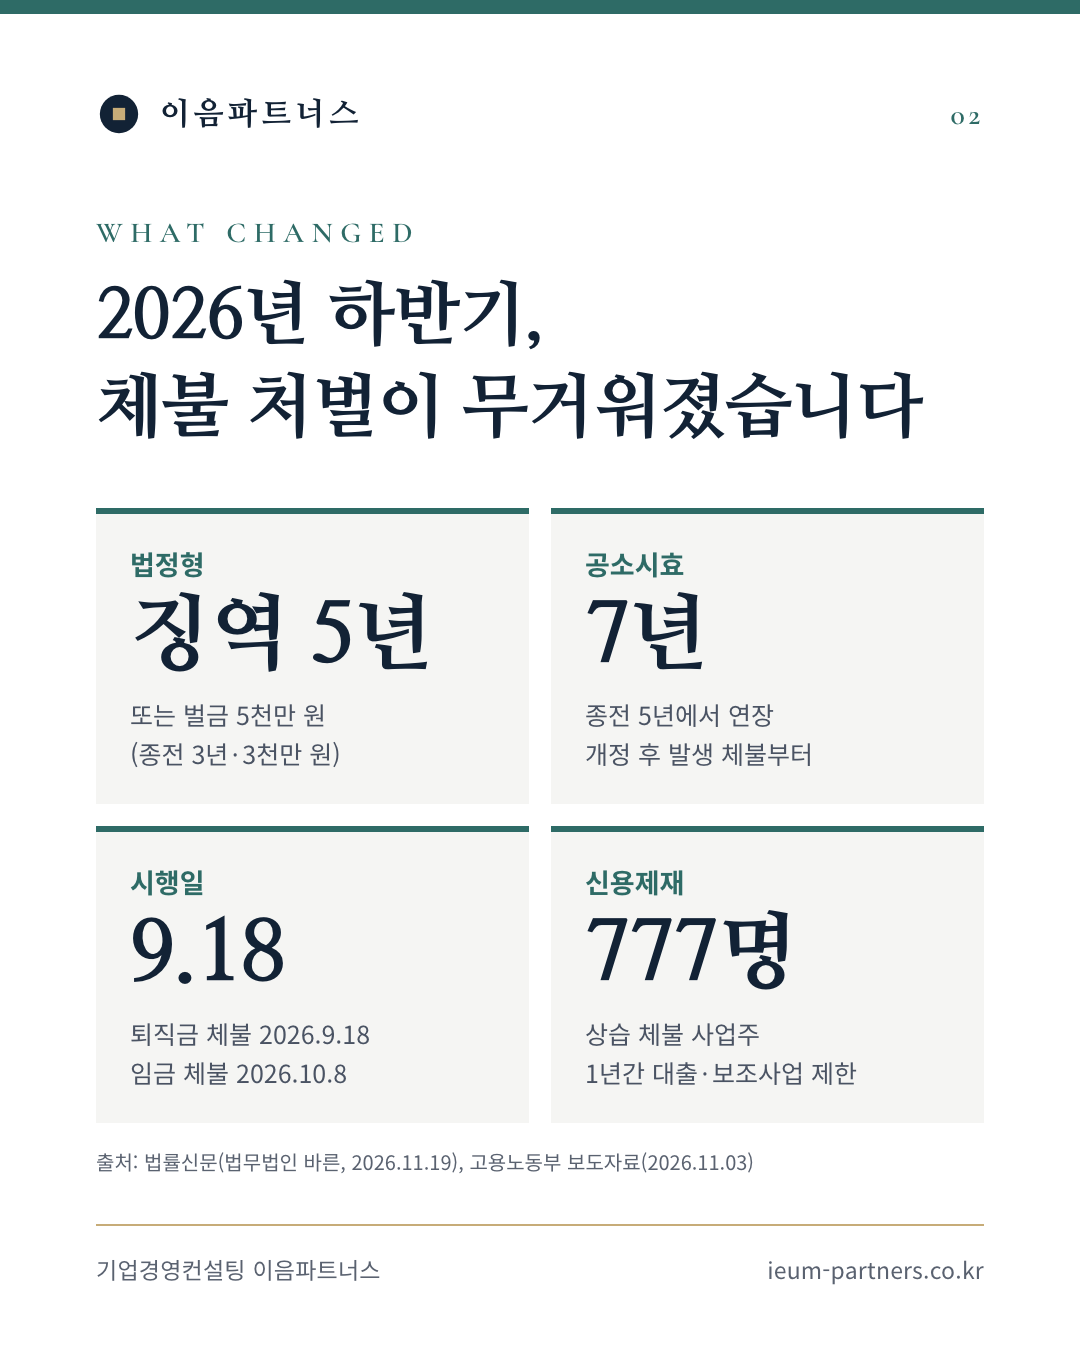 이음파트너스
02
WHAT CHANGED
2026년 하반기,
체불 처벌이 무거워졌습니다
법정형
징역 5년
또는 벌금 5천만 원
(종전 3년·3천만 원)
공소시효
7년
종전 5년에서 연장
개정 후 발생 체불부터
시행일
9.18
퇴직금 체불 2026.9.18
임금 체불 2026.10.8
신용제재
777명
상습 체불 사업주
1년간 대출·보조사업 제한
출처: 법률신문(법무법인 바른, 2026.11.19), 고용노동부 보도자료(2026.11.03)
기업경영컨설팅 이음파트너스
ieum-partners.co.kr